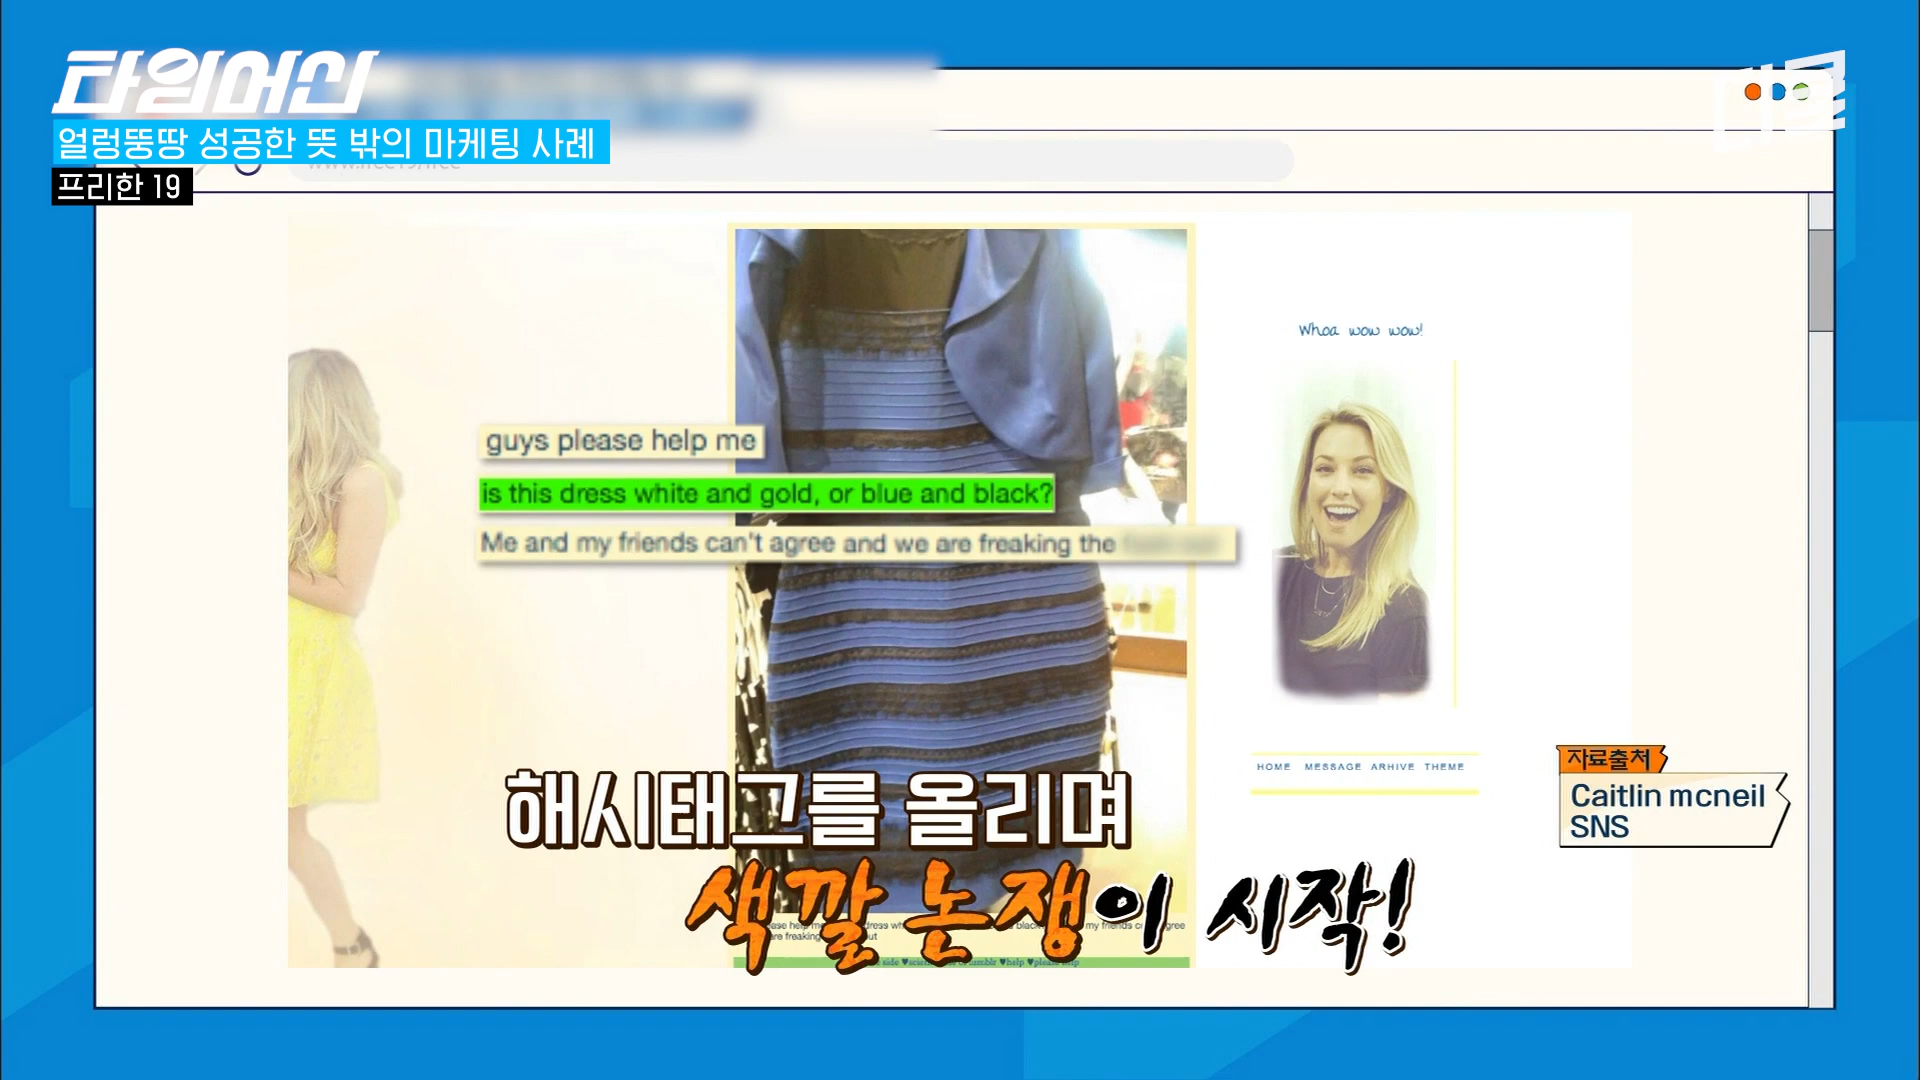 타임머신
얼렁뚱땅 성공한 뜻 밖의 마케팅 사례
프리한 19
Whoa wow wow!
guys please help me
is this dress white and gold, or blue and black?
Me and my friends can't agree and we are freaking the
HOME MESSAGE ARHIVE THEME
자료출처
Caitlin mcneil
SNS
해시태그를 올리며
색깔 논쟁이 시작!